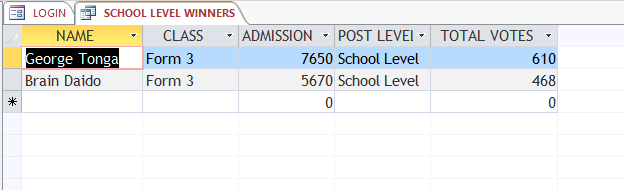 LOGIN SCHOOL LEVEL WINNERS
NAME CLASS ADMISSION POST LEVEL TOTAL VOTES
George Tonga Form 3 7650 School Level 610
Brain Daido Form 3 5670 School Level 468
* 0 0